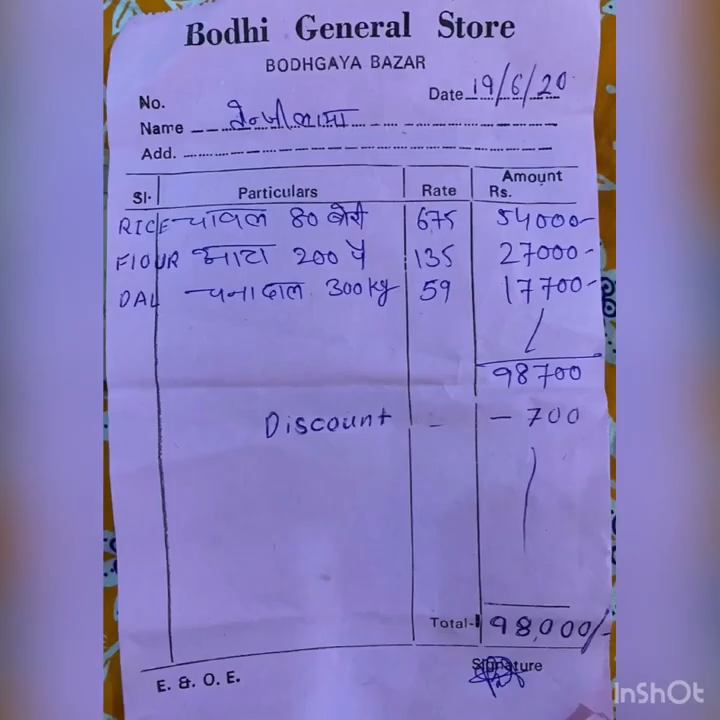 Bodhi General Store
BODHGAYA BAZAR
No.
Date 19/6/20
Name तेन्जी लामा
Add.
Sl. Particulars Rate Amount Rs.
RICE चावल 80 बोरी 675 54000-
FlOUR आटा 200 पै 135 27000-
DAL चना दाल 300 kg 59 17700-
98700
Discount - - 700
Total- 98,000/-
E. & O. E.
Signature
InShOt